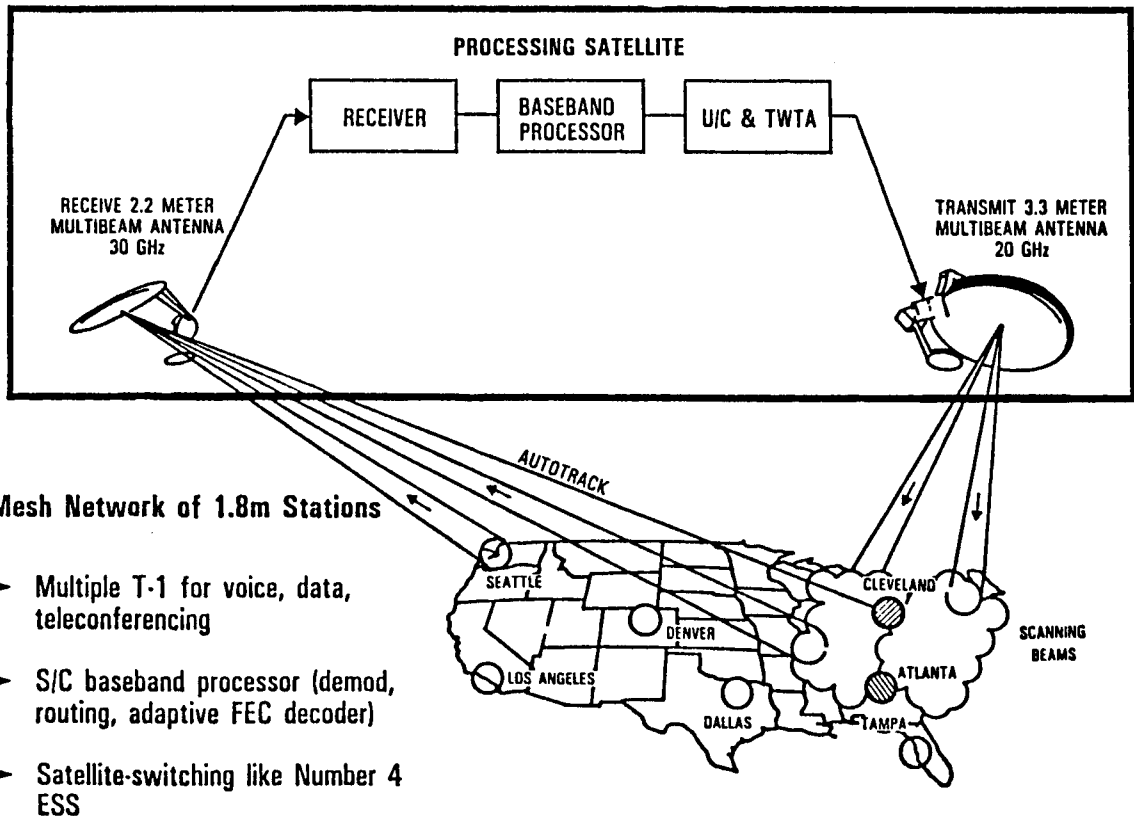 PROCESSING SATELLITE
RECEIVER
BASEBAND
PROCESSOR
U/C & TWTA
RECEIVE 2.2 METER
MULTIBEAM ANTENNA
30 GHz
TRANSMIT 3.3 METER
MULTIBEAM ANTENNA
20 GHz
AUTOTRACK
Mesh Network of 1.8m Stations
Multiple T-1 for voice, data,
teleconferencing
S/C baseband processor (demod,
routing, adaptive FEC decoder)
Satellite-switching like Number 4
ESS
SEATTLE
CLEVELAND
DENVER
SCANNING
BEAMS
LOS ANGELES
ATLANTA
DALLAS
TAMPA